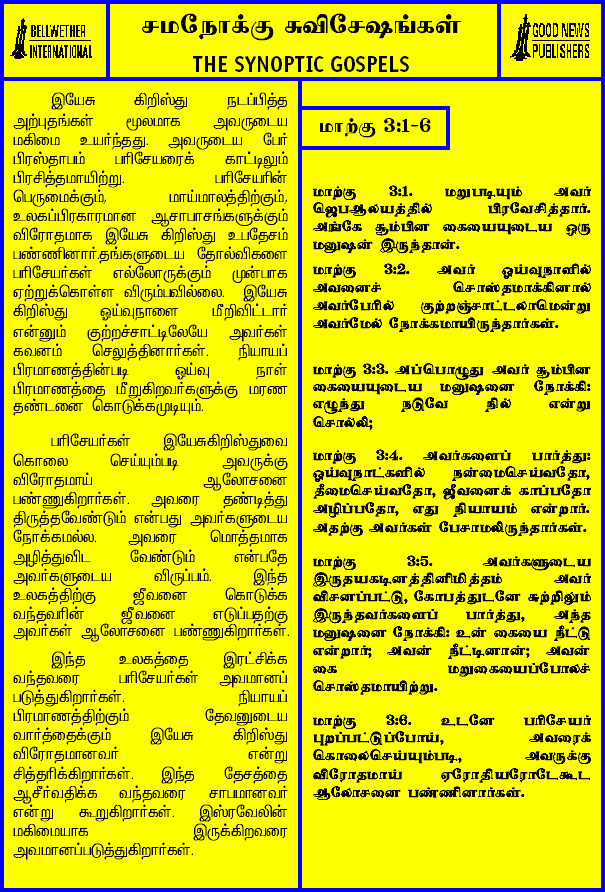 BELLWETHER
INTERNATIONAL
சமநோக்கு சுவிசேஷங்கள்
THE SYNOPTIC GOSPELS
GOOD NEWS
PUBLISHERS
இயேசு கிறிஸ்து நடப்பித்த
அற்புதங்கள் மூலமாக அவருடைய
மகிமை உயர்ந்தது. அவருடைய பேர்
பிரஸ்தாபம் பரிசேயரைக் காட்டிலும்
பிரசித்தமாயிற்று. பரிசேயரின்
பெருமைக்கும், மாய்மாலத்திற்கும்,
உலகப்பிரகாரமான ஆசாபாசங்களுக்கும்
விரோதமாக இயேசு கிறிஸ்து உபதேசம்
பண்ணினார்.தங்களுடைய தோல்விகளை
பரிசேயர்கள் எல்லோருக்கும் முன்பாக
ஏற்றுக்கொள்ள விரும்பவில்லை. இயேசு
கிறிஸ்து ஓய்வுநாளை மீறிவிட்டார்
என்னும் குற்றச்சாட்டிலேயே அவர்கள்
கவனம் செலுத்தினார்கள். நியாயப்
பிரமாணத்தின்படி ஓய்வு நாள்
பிரமாணத்தை மீறுகிறவர்களுக்கு மரண
தண்டனை கொடுக்கமுடியும்.
பரிசேயர்கள் இயேசுகிறிஸ்துவை
கொலை செய்யும்படி அவருக்கு
விரோதமாய் ஆலோசனை
பண்ணுகிறார்கள். அவரை தண்டித்து
திருத்தவேண்டும் என்பது அவர்களுடைய
நோக்கமல்ல. அவரை மொத்தமாக
அழித்துவிட வேண்டும் என்பதே
அவர்களுடைய விருப்பம். இந்த
உலகத்திற்கு ஜீவனை கொடுக்க
வந்தவரின் ஜீவனை எடுப்பதற்கு
அவர்கள் ஆலோசனை பண்ணுகிறார்கள்.
இந்த உலகத்தை இரட்சிக்க
வந்தவரை பரிசேயர்கள் அவமானப்
படுத்துகிறார்கள். நியாயப்
பிரமாணத்திற்கும் தேவனுடைய
வார்த்தைக்கும் இயேசு கிறிஸ்து
விரோதமானவர் என்று
சித்தரிக்கிறார்கள். இந்த தேசத்தை
ஆசீர்வதிக்க வந்தவரை சாபமானவர்
என்று கூறுகிறார்கள். இஸ்ரவேலின்
மகிமையாக இருக்கிறவரை
அவமானப்படுத்துகிறார்கள்.
மாற்கு 3:1-6
மாற்கு 3:1. மறுபடியும் அவர்
ஜெபஆலயத்தில் பிரவேசித்தார்.
அங்கே சூம்பின கையையுடைய ஒரு
மனுஷன் இருந்தான்.
மாற்கு 3:2. அவர் ஓய்வுநாளில்
அவனைச் சொஸ்தமாக்கினால்
அவர்பேரில் குற்றஞ்சாட்டலாமென்று
அவர்மேல் நோக்கமாயிருந்தார்கள்.
மாற்கு 3:3. அப்பொழுது அவர் சூம்பின
கையையுடைய மனுஷனை நோக்கி:
எழுந்து நடுவே நில் என்று
சொல்லி;
மாற்கு 3:4. அவர்களைப் பார்த்து:
ஓய்வுநாட்களில் நன்மைசெய்வதோ,
தீமைசெய்வதோ, ஜீவனைக் காப்பதோ
அழிப்பதோ, எது நியாயம் என்றார்.
அதற்கு அவர்கள் பேசாமலிருந்தார்கள்.
மாற்கு 3:5. அவர்களுடைய
இருதயகடினத்தினிமித்தம் அவர்
விசனப்பட்டு, கோபத்துடனே சுற்றிலும்
இருந்தவர்களைப் பார்த்து, அந்த
மனுஷனை நோக்கி: உன் கையை நீட்டு
என்றார்; அவன் நீட்டினான்; அவன்
கை மறுகையைப்போலச்
சொஸ்தமாயிற்று.
மாற்கு 3:6. உடனே பரிசேயர்
புறப்பட்டுப்போய், அவரைக்
கொலைசெய்யும்படி, அவருக்கு
விரோதமாய் ஏரோதியரோடேகூட
ஆலோசனை பண்ணினார்கள்.